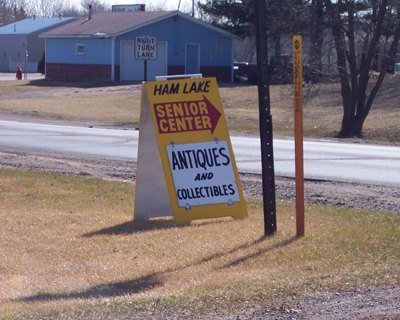 RIGHT
TURN
LANE
HAM LAKE
SENIOR
CENTER
ANTIQUES
AND
COLLECTIBLES